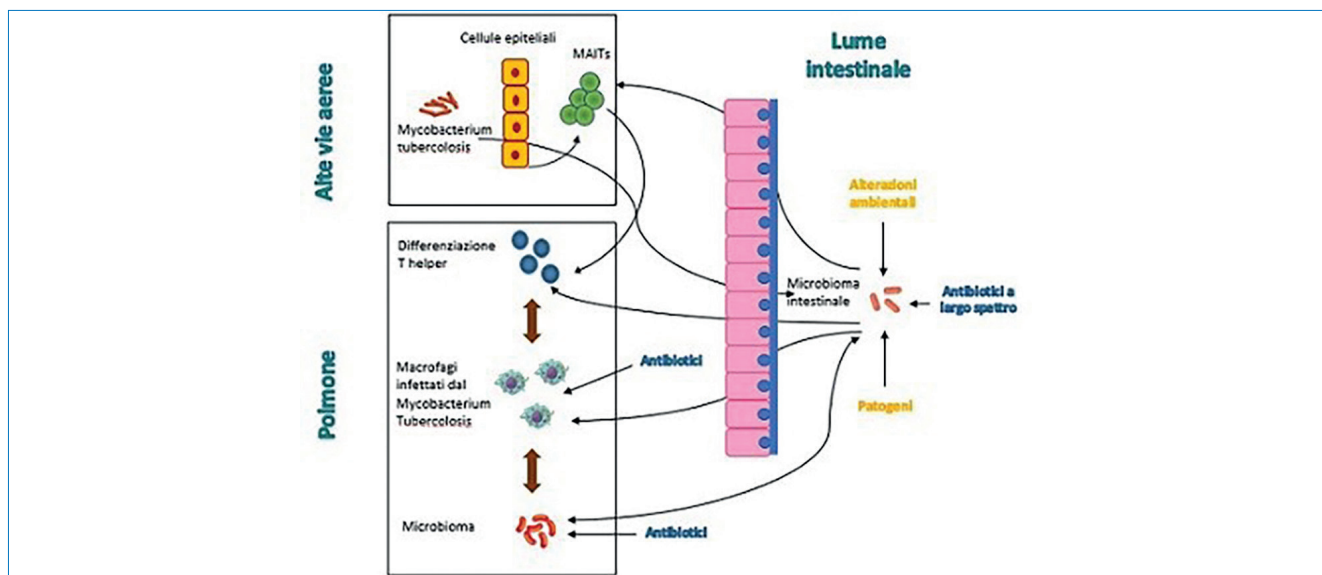 Alte vie aeree
Cellule epiteliali
MAITs
Mycobacterium
tubercolosis
Polmone
Differenziazione
T helper
Macrofagi
infettati dal
Mycobacterium
Tubercolosis
Microbioma
Antibiotici
Antibiotici
Lume
intestinale
Alterazioni
ambientali
Microbioma
intestinale
Antibiotici a
largo spettro
Patogeni